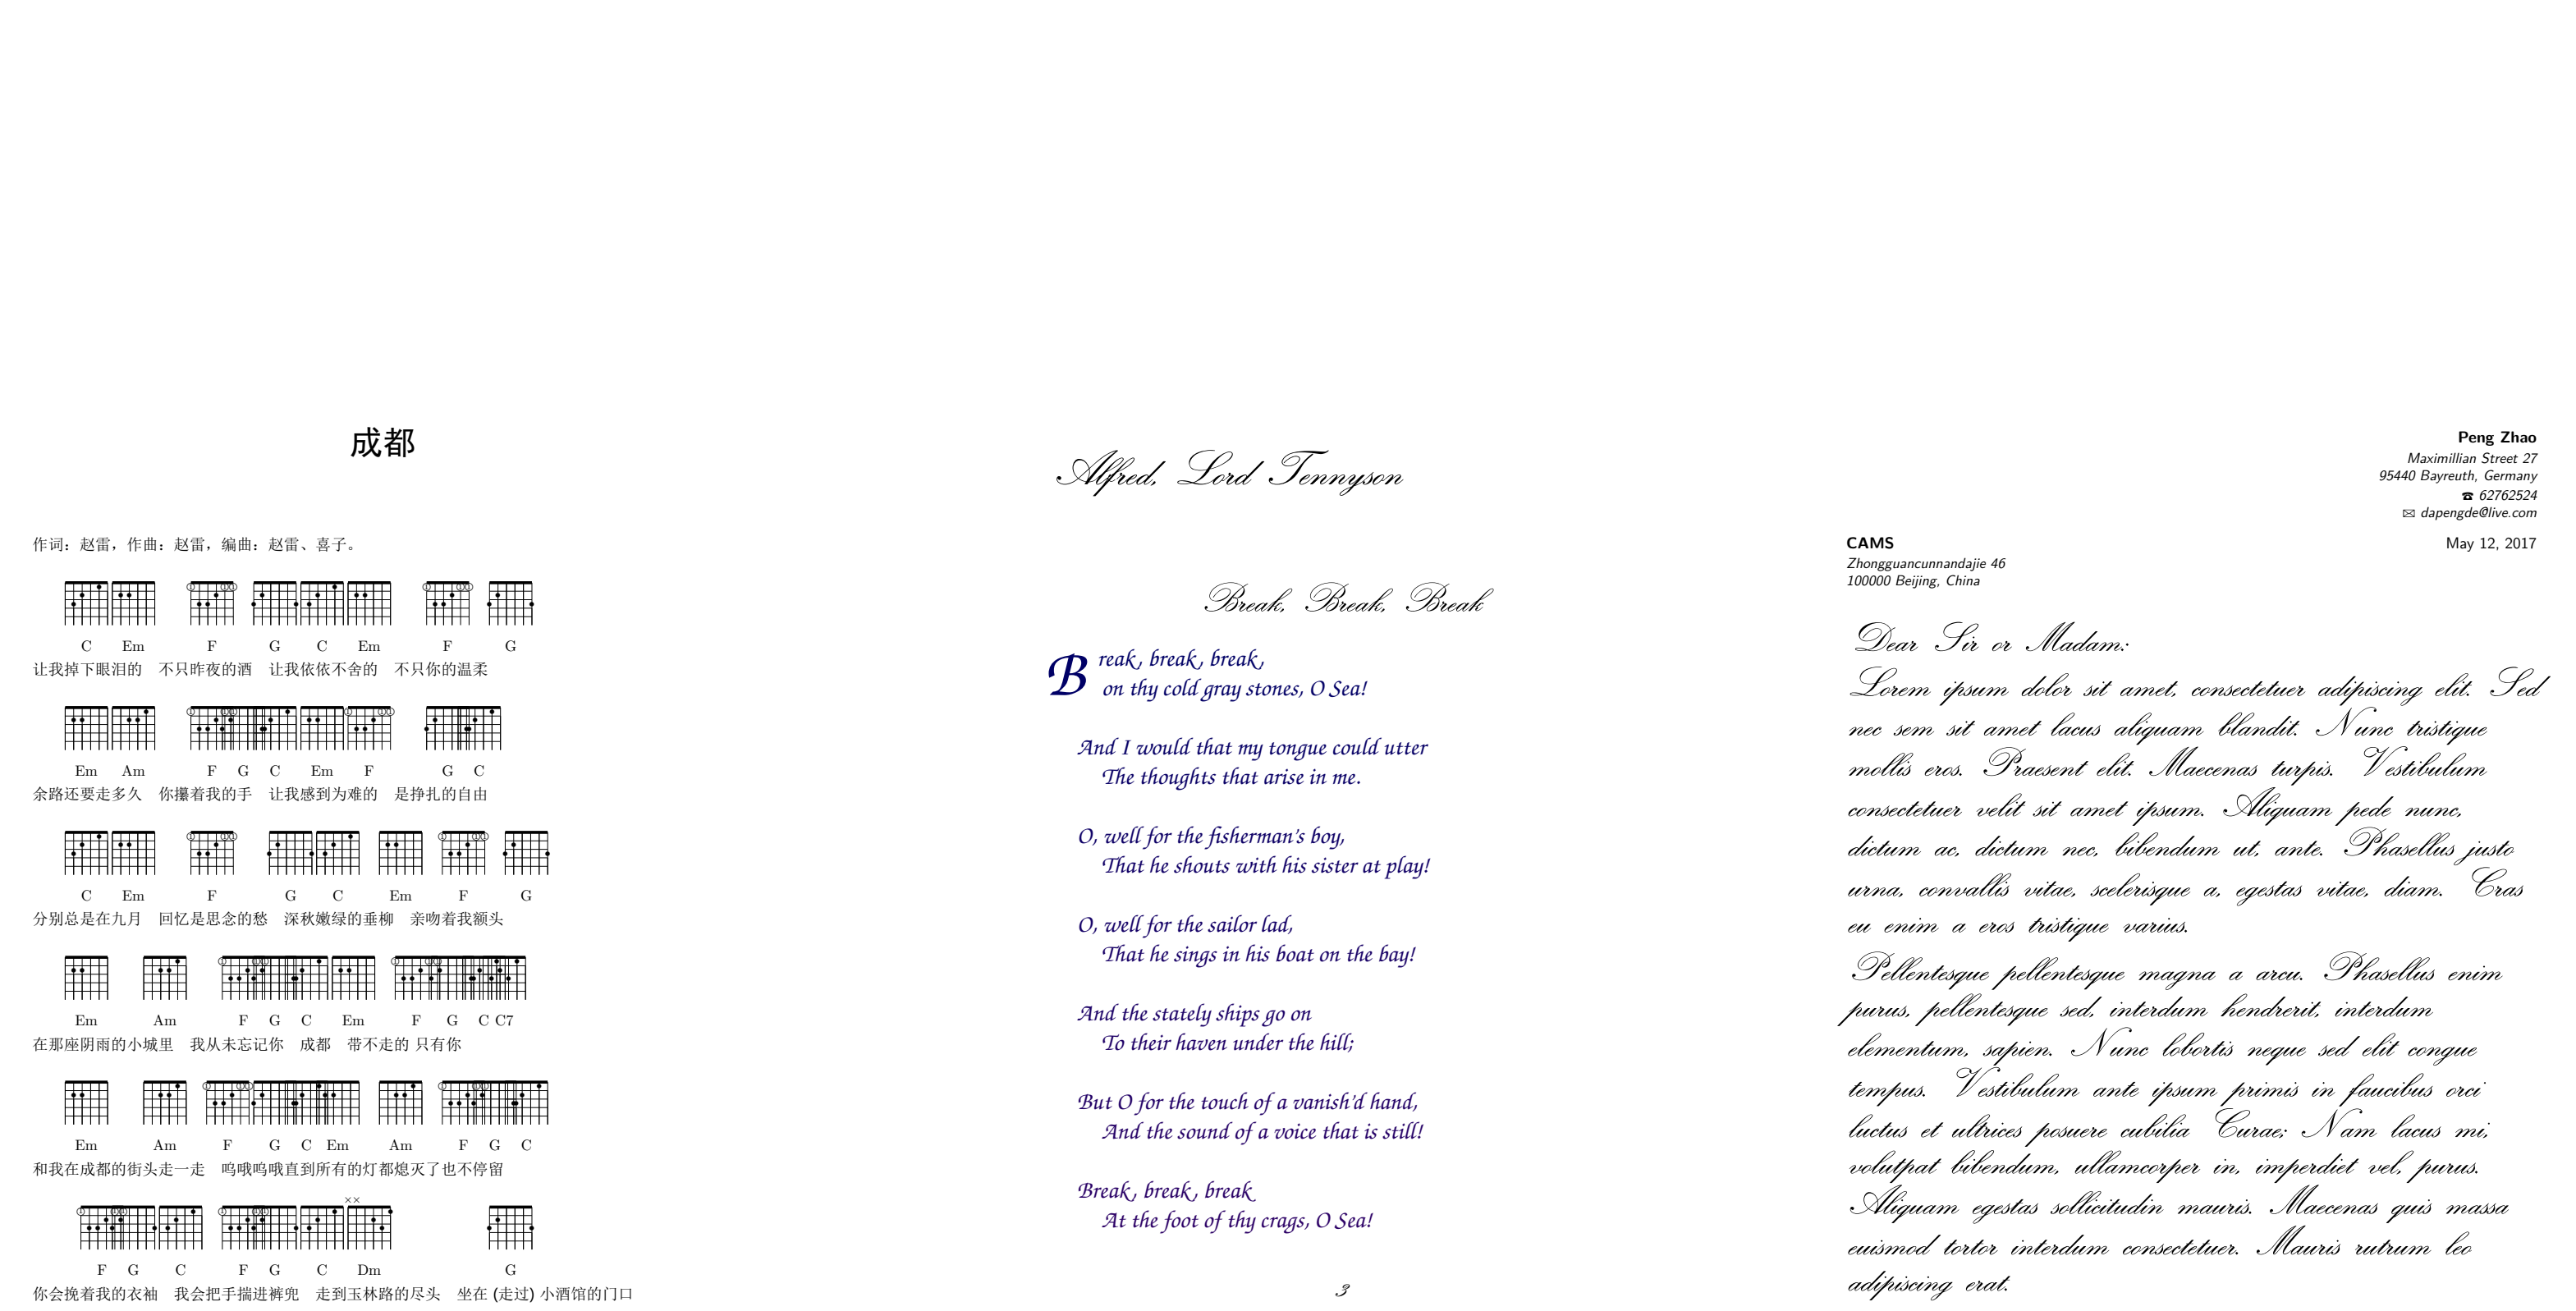 成都
作词：赵雷，作曲：赵雷，编曲：赵雷、喜子。
C Em F G C Em F G
让我掉下眼泪的 不只昨夜的酒 让我依依不舍的 不只你的温柔
Em Am F G C Em F G C
余路还要走多久 你攥着我的手 让我感到为难的 是挣扎的自由
C Em F G C Em F G
分别总是在九月 回忆是思念的愁 深秋嫩绿的垂柳 亲吻着我额头
Em Am F G C Em F G C C7
在那座阴雨的小城里 我从未忘记你 成都 带不走的 只有你
Em Am F G C Em Am F G C
和我在成都的街头走一走 呜哦呜哦直到所有的灯都熄灭了也不停留
××
F G C F G C Dm G
你会挽着我的衣袖 我会把手揣进裤兜 走到玉林路的尽头 坐在 (走过) 小酒馆的门口
Alfred, Lord Tennyson
Break, Break, Break
Break, break, break,
on thy cold gray stones, O Sea!
And I would that my tongue could utter
The thoughts that arise in me.
O, well for the fisherman's boy,
That he shouts with his sister at play!
O, well for the sailor lad,
That he sings in his boat on the bay!
And the stately ships go on
To their haven under the hill;
But O for the touch of a vanish'd hand,
And the sound of a voice that is still!
Break, break, break
At the foot of thy crags, O Sea!
3
Peng Zhao
Maximillian Street 27
95440 Bayreuth, Germany
☎ 62762524
✉ dapengde@live.com
CAMS May 12, 2017
Zhongguancunnandajie 46
100000 Beijing, China
Dear Sir or Madam:
Lorem ipsum dolor sit amet, consectetuer adipiscing elit. Sed
nec sem sit amet lacus aliquam blandit. Nunc tristique
mollis eros. Praesent elit. Maecenas turpis. Vestibulum
consectetuer velit sit amet ipsum. Aliquam pede nunc,
dictum ac, dictum nec, bibendum ut, ante. Phasellus justo
urna, convallis vitae, scelerisque a, egestas vitae, diam. Cras
eu enim a eros tristique varius.
Pellentesque pellentesque magna a arcu. Phasellus enim
purus, pellentesque sed, interdum hendrerit, interdum
elementum, sapien. Nunc lobortis neque sed elit congue
tempus. Vestibulum ante ipsum primis in faucibus orci
luctus et ultrices posuere cubilia Curae; Nam lacus mi,
volutpat bibendum, ullamcorper in, imperdiet vel, purus.
Aliquam egestas sollicitudin mauris. Maecenas quis massa
euismod tortor interdum consectetuer. Mauris rutrum leo
adipiscing erat.